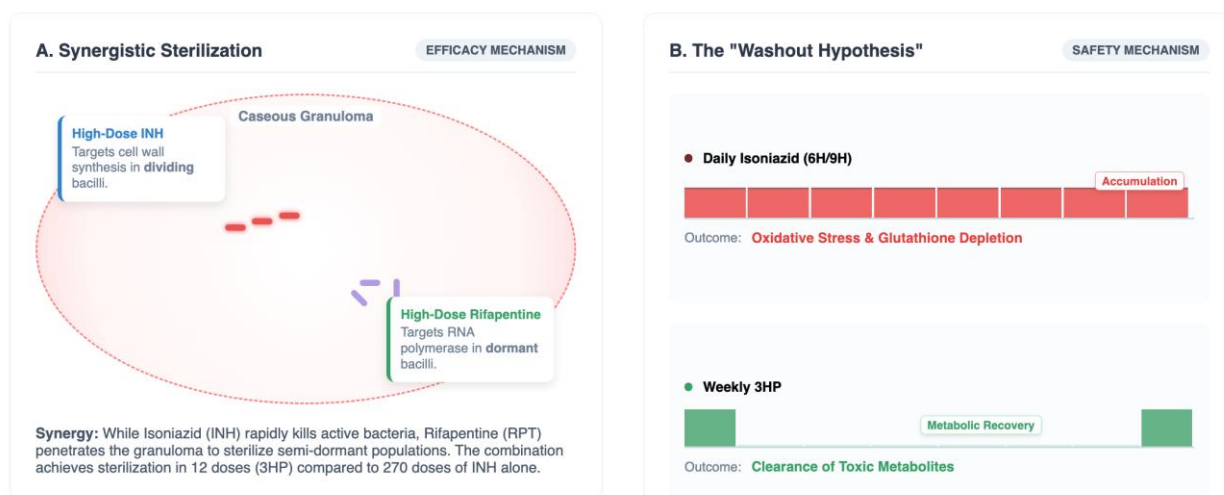 A. Synergistic Sterilization
EFFICACY MECHANISM
Caseous Granuloma
High-Dose INH
Targets cell wall
synthesis in dividing
bacilli.
High-Dose Rifapentine
Targets RNA
polymerase in dormant
bacilli.
Synergy: While Isoniazid (INH) rapidly kills active bacteria, Rifapentine (RPT)
penetrates the granuloma to sterilize semi-dormant populations. The combination
achieves sterilization in 12 doses (3HP) compared to 270 doses of INH alone.
B. The "Washout Hypothesis"
SAFETY MECHANISM
Daily Isoniazid (6H/9H)
Accumulation
Outcome: Oxidative Stress & Glutathione Depletion
Weekly 3HP
Metabolic Recovery
Outcome: Clearance of Toxic Metabolites